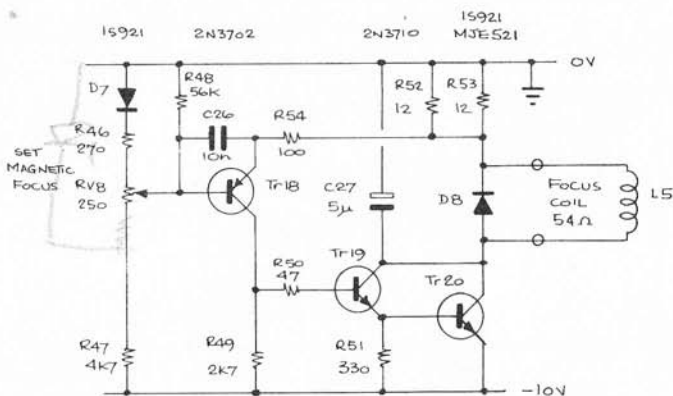 1S921
1S921 2N3702 2N3710 MJE521
0V
D7
R48
56K
R52
12
R53
12
R46
270
C26
10n
R54
100
SET
MAGNETIC
FOCUS
RV8
250
Tr18
C27
5μ
D8
FOCUS
COIL
54Ω
L5
R50
47
Tr19
Tr20
R47
4K7
R49
2K7
R51
330
-10V